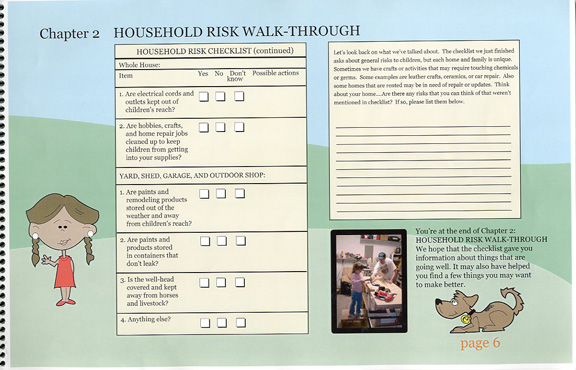 Chapter 2 HOUSEHOLD RISK WALK-THROUGH
HOUSEHOLD RISK CHECKLIST (continued)
Whole House:
Item Yes No Don't know Possible actions
1. Are electrical cords and
outlets kept out of
children's reach?
2. Are hobbies, crafts,
and home repair jobs
cleaned up to keep
children from getting
into your supplies?
YARD, SHED, GARAGE, AND OUTDOOR SHOP:
1. Are paints and
remodeling products
stored out of the
weather and away
from children's reach?
2. Are paints and
products stored
in containers that
don't leak?
3. Is the well-head
covered and kept
away from horses
and livestock?
4. Anything else?
Let's look back on what we've talked about. The checklist we just finished
asks about general risks to children, but each home and family is unique.
Sometimes we have crafts or activities that may require touching chemicals
or germs. Some examples are leather crafts, ceramics, or car repair. Also
some homes that are rented may be in need of repair or updates. Think
about your home....Are there any risks that you can think of that weren't
mentioned in checklist? If so, please list them below.
You're at the end of Chapter 2:
HOUSEHOLD RISK WALK-THROUGH
We hope that the checklist gave you
information about things that are
going well. It may also have helped
you find a few things you may want
to make better.
page 6